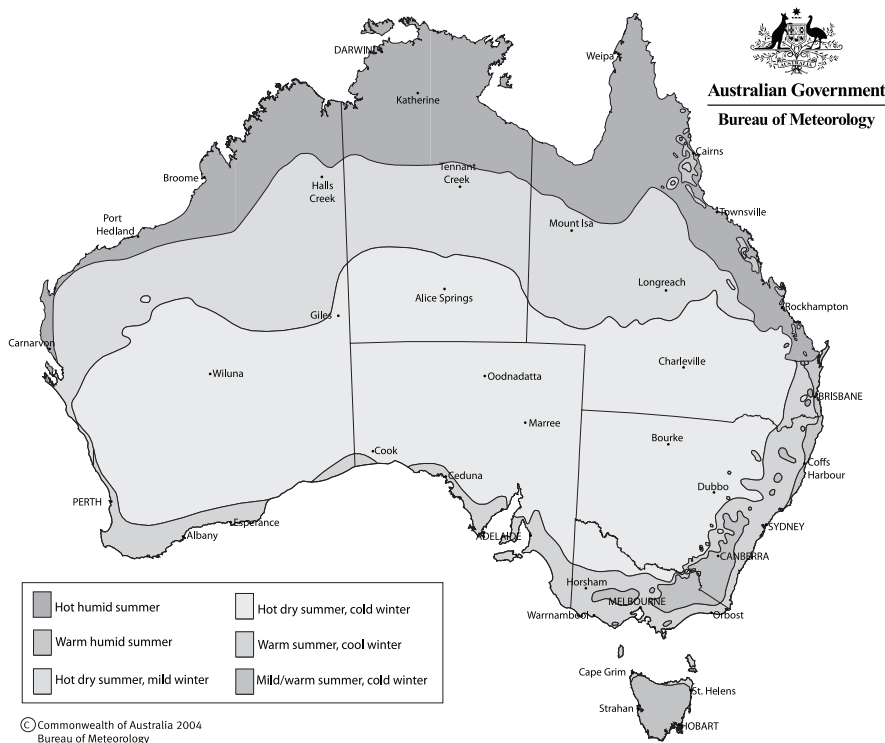 DARWIN
Weipa
Australian Government
Bureau of Meteorology
Katherine
Cairns
Broome
Halls
Creek
Tennant
Creek
Port
Hedland
Townsville
Mount Isa
Longreach
Alice Springs
Rockhampton
Giles
Carnarvon
Wiluna
Oodnadatta
Charleville
BRISBANE
Marree
Bourke
Cook
Coffs
Harbour
Ceduna
Dubbo
PERTH
Esperance
Albany
ADELAIDE
SYDNEY
CANBERRA
Horsham
MELBOURNE
Warrnambool
Orbost
Hot humid summer
Hot dry summer, cold winter
Warm humid summer
Warm summer, cool winter
Hot dry summer, mild winter
Mild/warm summer, cold winter
Cape Grim
St. Helens
Strahan
HOBART
© Commonwealth of Australia 2004
Bureau of Meteorology